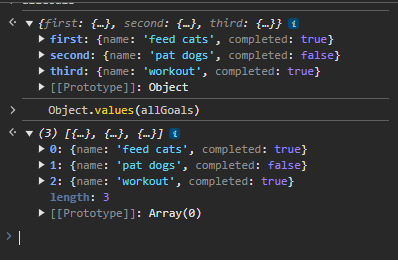 {first: {…}, second: {…}, third: {…}} i
first: {name: 'feed cats', completed: true}
second: {name: 'pat dogs', completed: false}
third: {name: 'workout', completed: true}
[[Prototype]]: Object
Object.values(allGoals)
(3) [{…}, {…}, {…}] i
0: {name: 'feed cats', completed: true}
1: {name: 'pat dogs', completed: false}
2: {name: 'workout', completed: true}
length: 3
[[Prototype]]: Array(0)